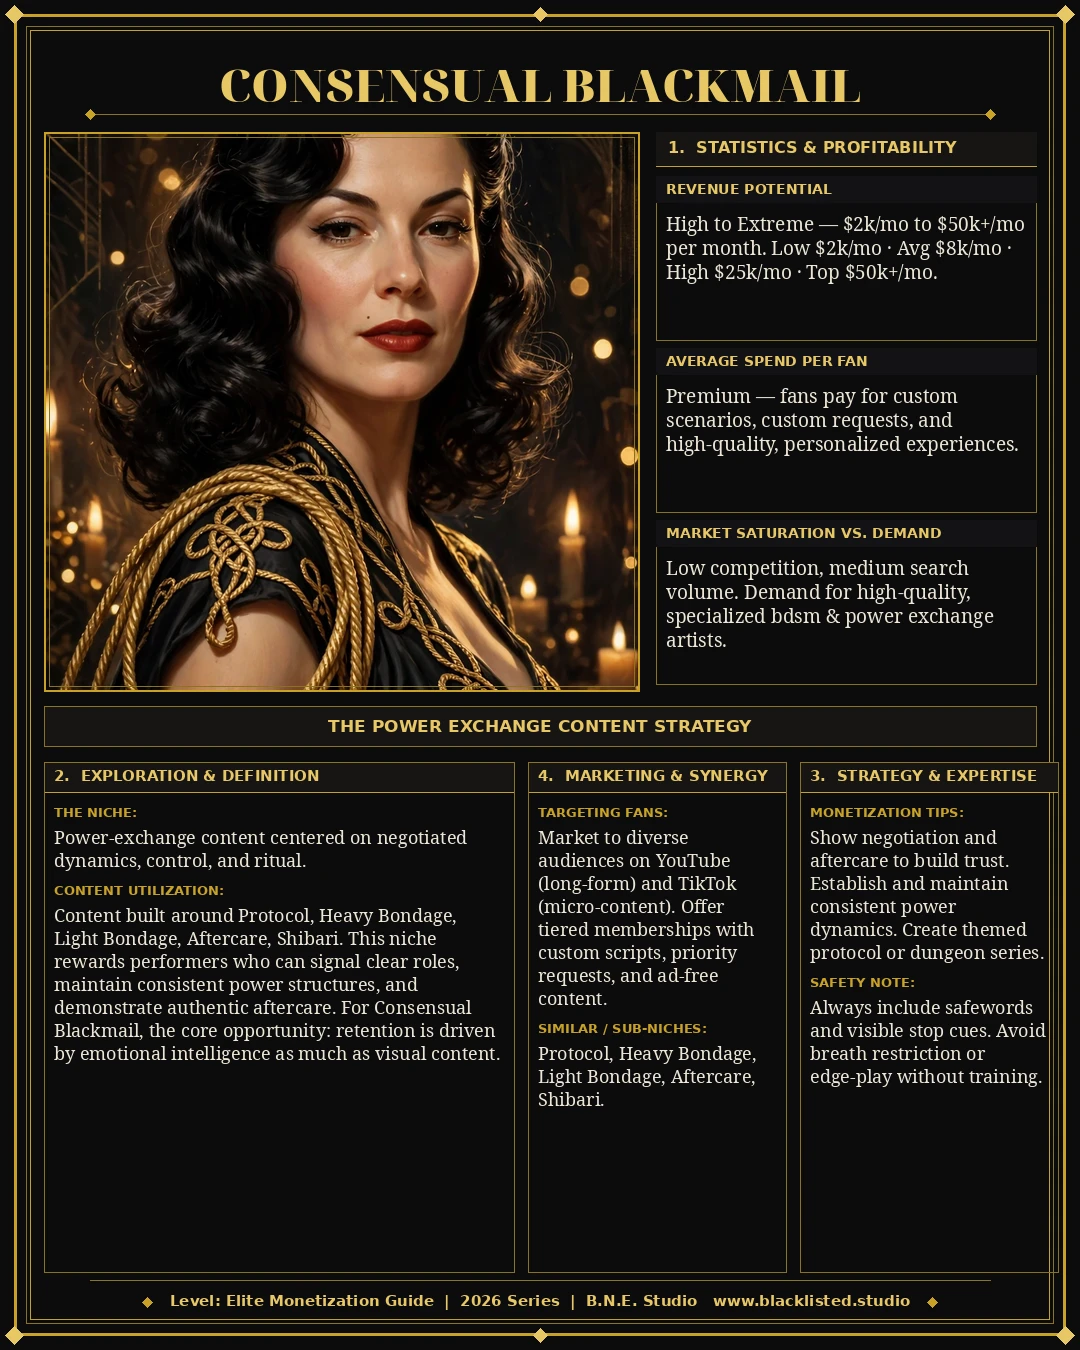 CONSENSUAL BLACKMAIL
1. STATISTICS & PROFITABILITY
REVENUE POTENTIAL
High to Extreme — $2k/mo to $50k+/mo
per month. Low $2k/mo · Avg $8k/mo ·
High $25k/mo · Top $50k+/mo.
AVERAGE SPEND PER FAN
Premium — fans pay for custom
scenarios, custom requests, and
high-quality, personalized experiences.
MARKET SATURATION VS. DEMAND
Low competition, medium search
volume. Demand for high-quality,
specialized bdsm & power exchange
artists.
THE POWER EXCHANGE CONTENT STRATEGY
2. EXPLORATION & DEFINITION
THE NICHE:
Power-exchange content centered on negotiated
dynamics, control, and ritual.
CONTENT UTILIZATION:
Content built around Protocol, Heavy Bondage,
Light Bondage, Aftercare, Shibari. This niche
rewards performers who can signal clear roles,
maintain consistent power structures, and
demonstrate authentic aftercare. For Consensual
Blackmail, the core opportunity: retention is driven
by emotional intelligence as much as visual content.
4. MARKETING & SYNERGY
TARGETING FANS:
Market to diverse
audiences on YouTube
(long-form) and TikTok
(micro-content). Offer
tiered memberships with
custom scripts, priority
requests, and ad-free
content.
SIMILAR / SUB-NICHES:
Protocol, Heavy Bondage,
Light Bondage, Aftercare,
Shibari.
3. STRATEGY & EXPERTISE
MONETIZATION TIPS:
Show negotiation and
aftercare to build trust.
Establish and maintain
consistent power
dynamics. Create themed
protocol or dungeon series.
SAFETY NOTE:
Always include safewords
and visible stop cues. Avoid
breath restriction or
edge-play without training.
Level: Elite Monetization Guide | 2026 Series | B.N.E. Studio www.blacklisted.studio